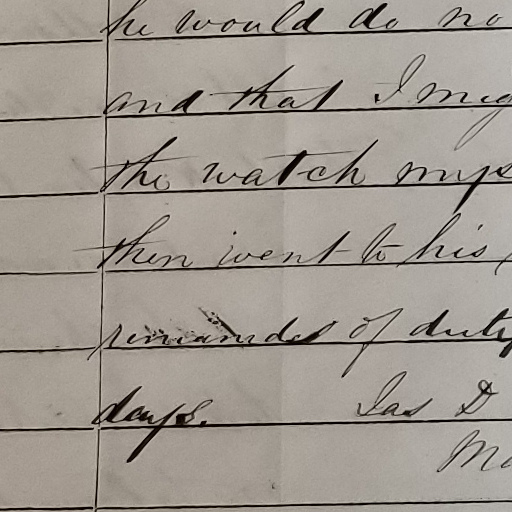 he would do no
and that I mig
the watch mys
then went to his
remainder of duty
days. Jas D
Ma